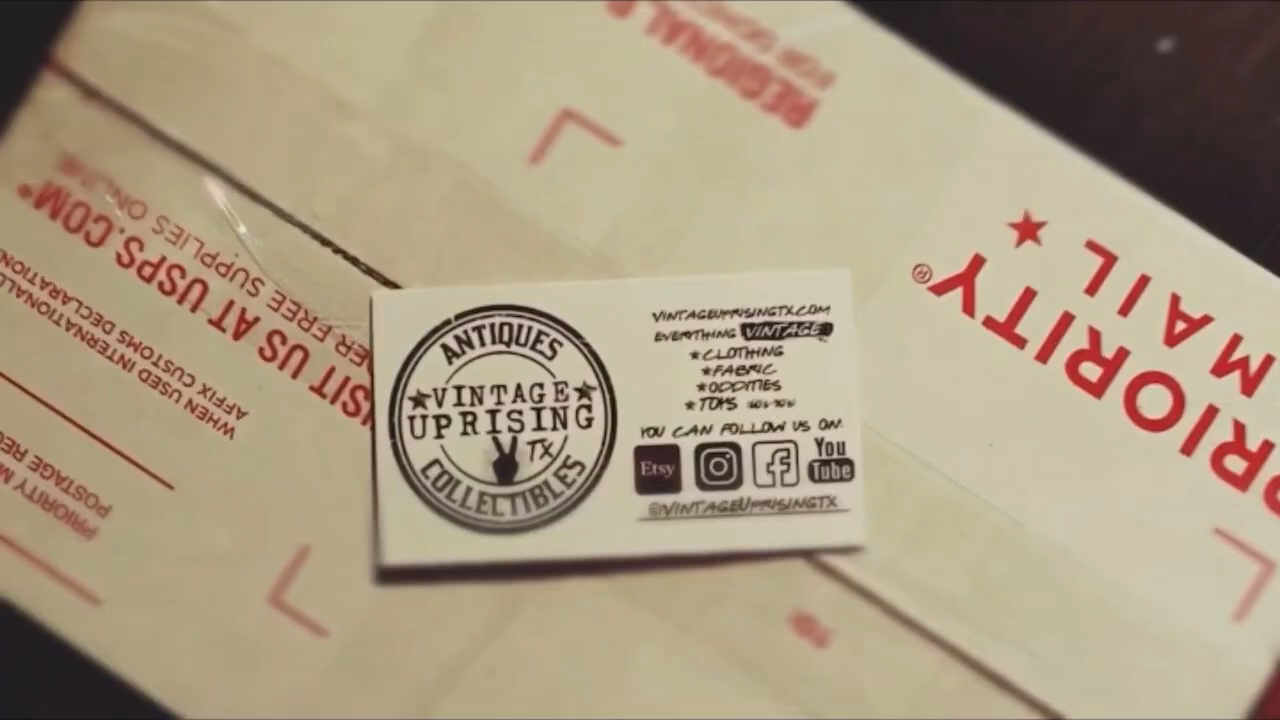 REGIONAL
PRIORITY®
MAIL
VISIT US AT USPS.COM®
FREE SUPPLIES ONLINE
WHEN USED INTERNATIONALLY
AFFIX CUSTOMS DECLARATION
PRIORITY M
POSTAGE RE
TO:
ANTIQUES
VINTAGE
UPRISING
TX
COLLECTIBLES
VINTAGEUPRISINGTX.COM
EVERYTHING VINTAGE
★CLOTHING
★FABRIC
★ODDITIES
★TOYS
YOU CAN FOLLOW US ON:
Etsy
You
Tube
@VINTAGEUPRISINGTX